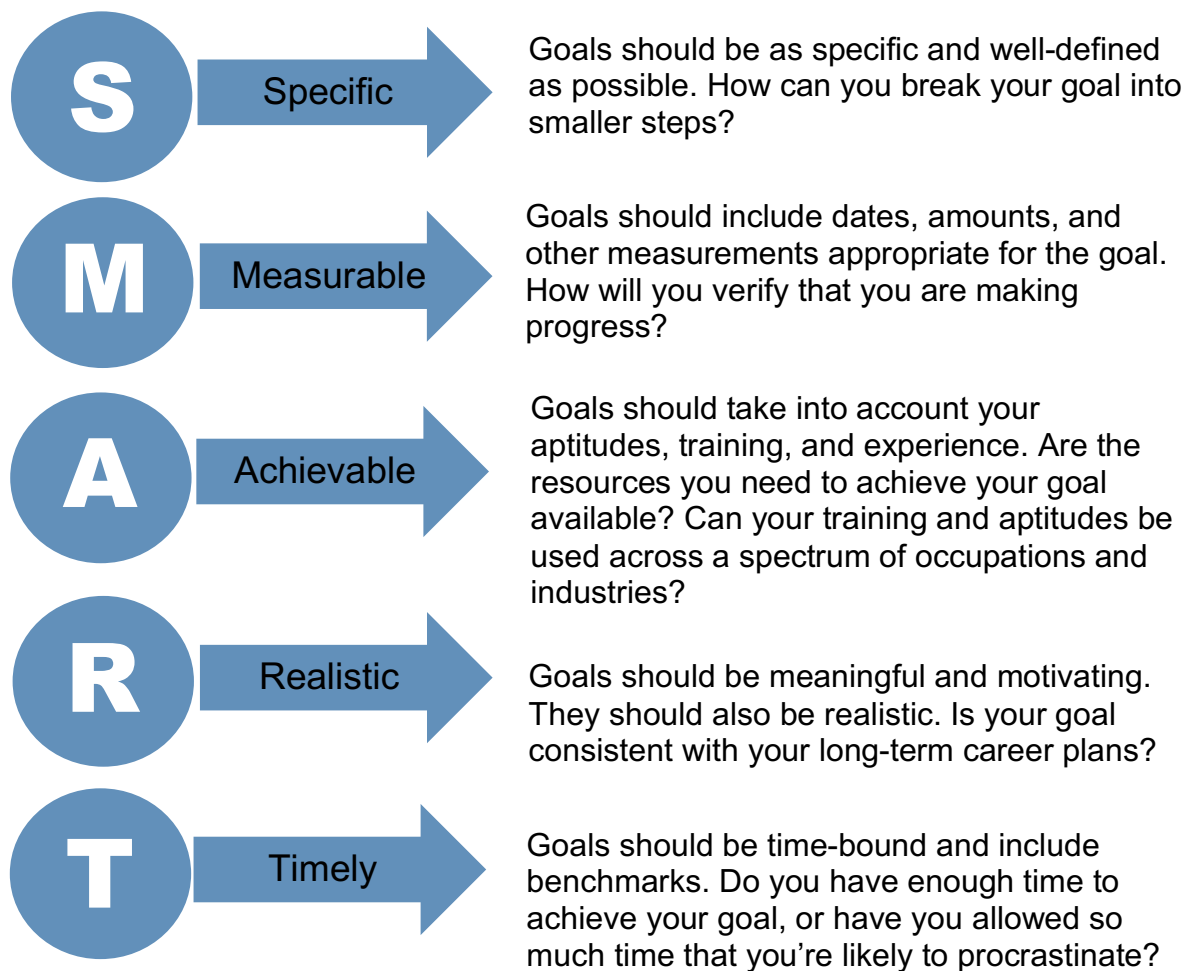 S
Specific
Goals should be as specific and well-defined
as possible. How can you break your goal into
smaller steps?
M
Measurable
Goals should include dates, amounts, and
other measurements appropriate for the goal.
How will you verify that you are making
progress?
A
Achievable
Goals should take into account your
aptitudes, training, and experience. Are the
resources you need to achieve your goal
available? Can your training and aptitudes be
used across a spectrum of occupations and
industries?
R
Realistic
Goals should be meaningful and motivating.
They should also be realistic. Is your goal
consistent with your long-term career plans?
T
Timely
Goals should be time-bound and include
benchmarks. Do you have enough time to
achieve your goal, or have you allowed so
much time that you’re likely to procrastinate?